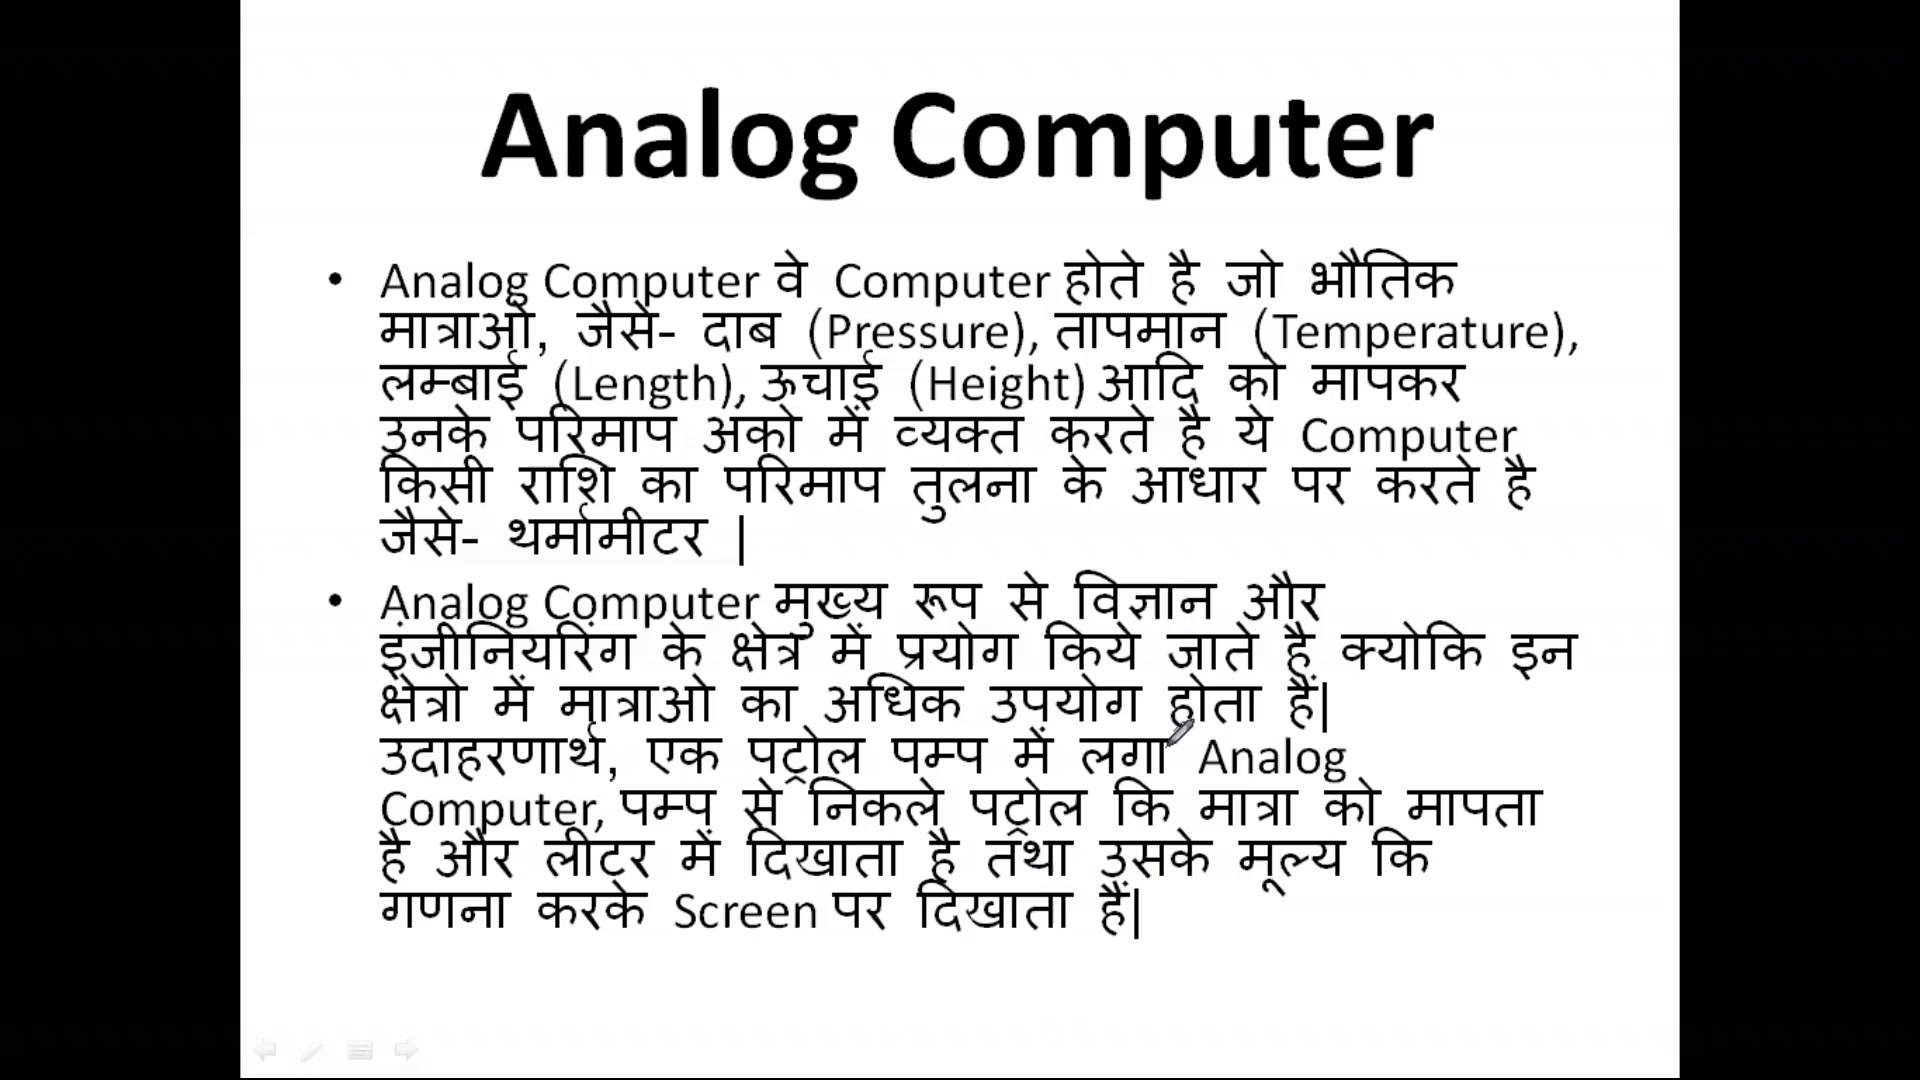 Analog Computer
• Analog Computer वे Computer होते है जो भौतिक
मात्राओ, जैसे- दाब (Pressure), तापमान (Temperature),
लम्बाई (Length), ऊचाई (Height) आदि को मापकर
उनके परिमाप अंको में व्यक्त करते है ये Computer
किसी राशि का परिमाप तुलना के आधार पर करते है
जैसे- थर्मामीटर |
• Analog Computer मुख्य रूप से विज्ञान और
इंजीनियरिंग के क्षेत्र में प्रयोग किये जाते है क्योकि इन
क्षेत्रो में मात्राओ का अधिक उपयोग होता हैं|
उदाहरणार्थ, एक पट्रोल पम्प में लगा Analog
Computer, पम्प से निकले पट्रोल कि मात्रा को मापता
है और लीटर में दिखाता है तथा उसके मूल्य कि
गणना करके Screen पर दिखाता हैं|